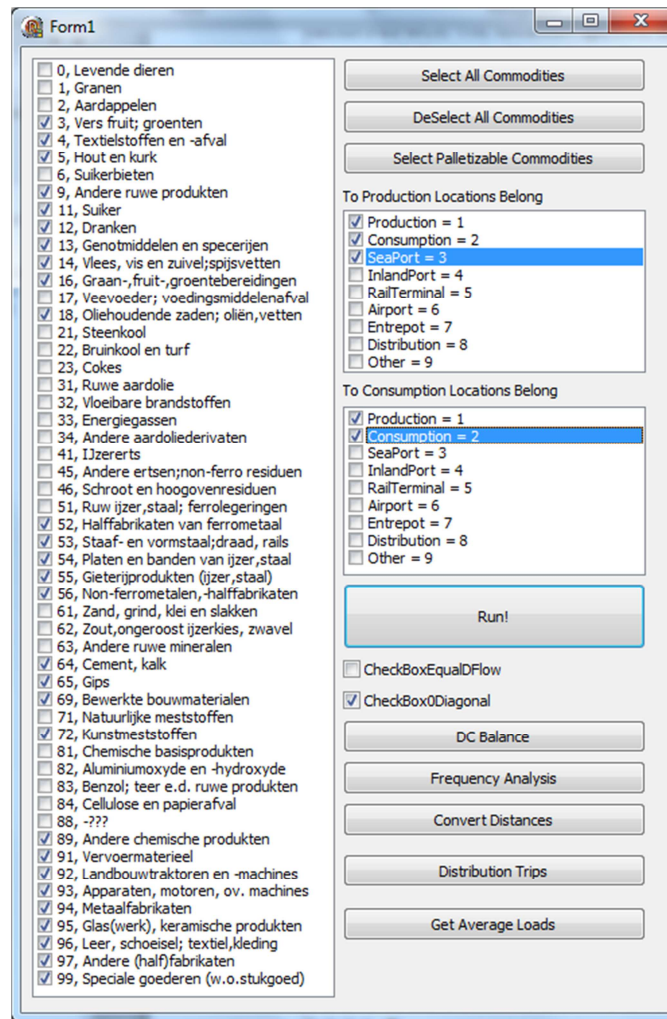 Form1
0, Levende dieren
1, Granen
2, Aardappelen
3, Vers fruit; groenten
4, Textielstoffen en -afval
5, Hout en kurk
6, Suikerbieten
9, Andere ruwe produkten
11, Suiker
12, Dranken
13, Genotmiddelen en specerijen
14, Vlees, vis en zuivel;spijsvetten
16, Graan-,fruit-,groentebereidingen
17, Veevoeder; voedingsmiddelenafval
18, Oliehoudende zaden; oliën,vetten
21, Steenkool
22, Bruinkool en turf
23, Cokes
31, Ruwe aardolie
32, Vloeibare brandstoffen
33, Energiegassen
34, Andere aardoliederivaten
41, IJzererts
45, Andere ertsen;non-ferro residuen
46, Schroot en hoogovenresiduen
51, Ruw ijzer,staal; ferrolegeringen
52, Halffabrikaten van ferrometaal
53, Staaf- en vormstaal;draad, rails
54, Platen en banden van ijzer,staal
55, Gieterijprodukten (ijzer,staal)
56, Non-ferrometalen,-halffabrikaten
61, Zand, grind, klei en slakken
62, Zout,ongeroost ijzerkies, zwavel
63, Andere ruwe mineralen
64, Cement, kalk
65, Gips
69, Bewerkte bouwmaterialen
71, Natuurlijke meststoffen
72, Kunstmeststoffen
81, Chemische basisprodukten
82, Aluminiumoxyde en -hydroxyde
83, Benzol; teer e.d. ruwe produkten
84, Cellulose en papierafval
88, -???
89, Andere chemische produkten
91, Vervoermaterieel
92, Landbouwtraktoren en -machines
93, Apparaten, motoren, ov. machines
94, Metaalfabrikaten
95, Glas(werk), keramische produkten
96, Leer, schoeisel; textiel,kleding
97, Andere (half)fabrikaten
99, Speciale goederen (w.o.stukgoed)
Select All Commodities
DeSelect All Commodities
Select Palletizable Commodities
To Production Locations Belong
Production = 1
Consumption = 2
SeaPort = 3
InlandPort = 4
RailTerminal = 5
Airport = 6
Entrepot = 7
Distribution = 8
Other = 9
To Consumption Locations Belong
Production = 1
Consumption = 2
SeaPort = 3
InlandPort = 4
RailTerminal = 5
Airport = 6
Entrepot = 7
Distribution = 8
Other = 9
Run!
CheckBoxEqualDFlow
CheckBox0Diagonal
DC Balance
Frequency Analysis
Convert Distances
Distribution Trips
Get Average Loads